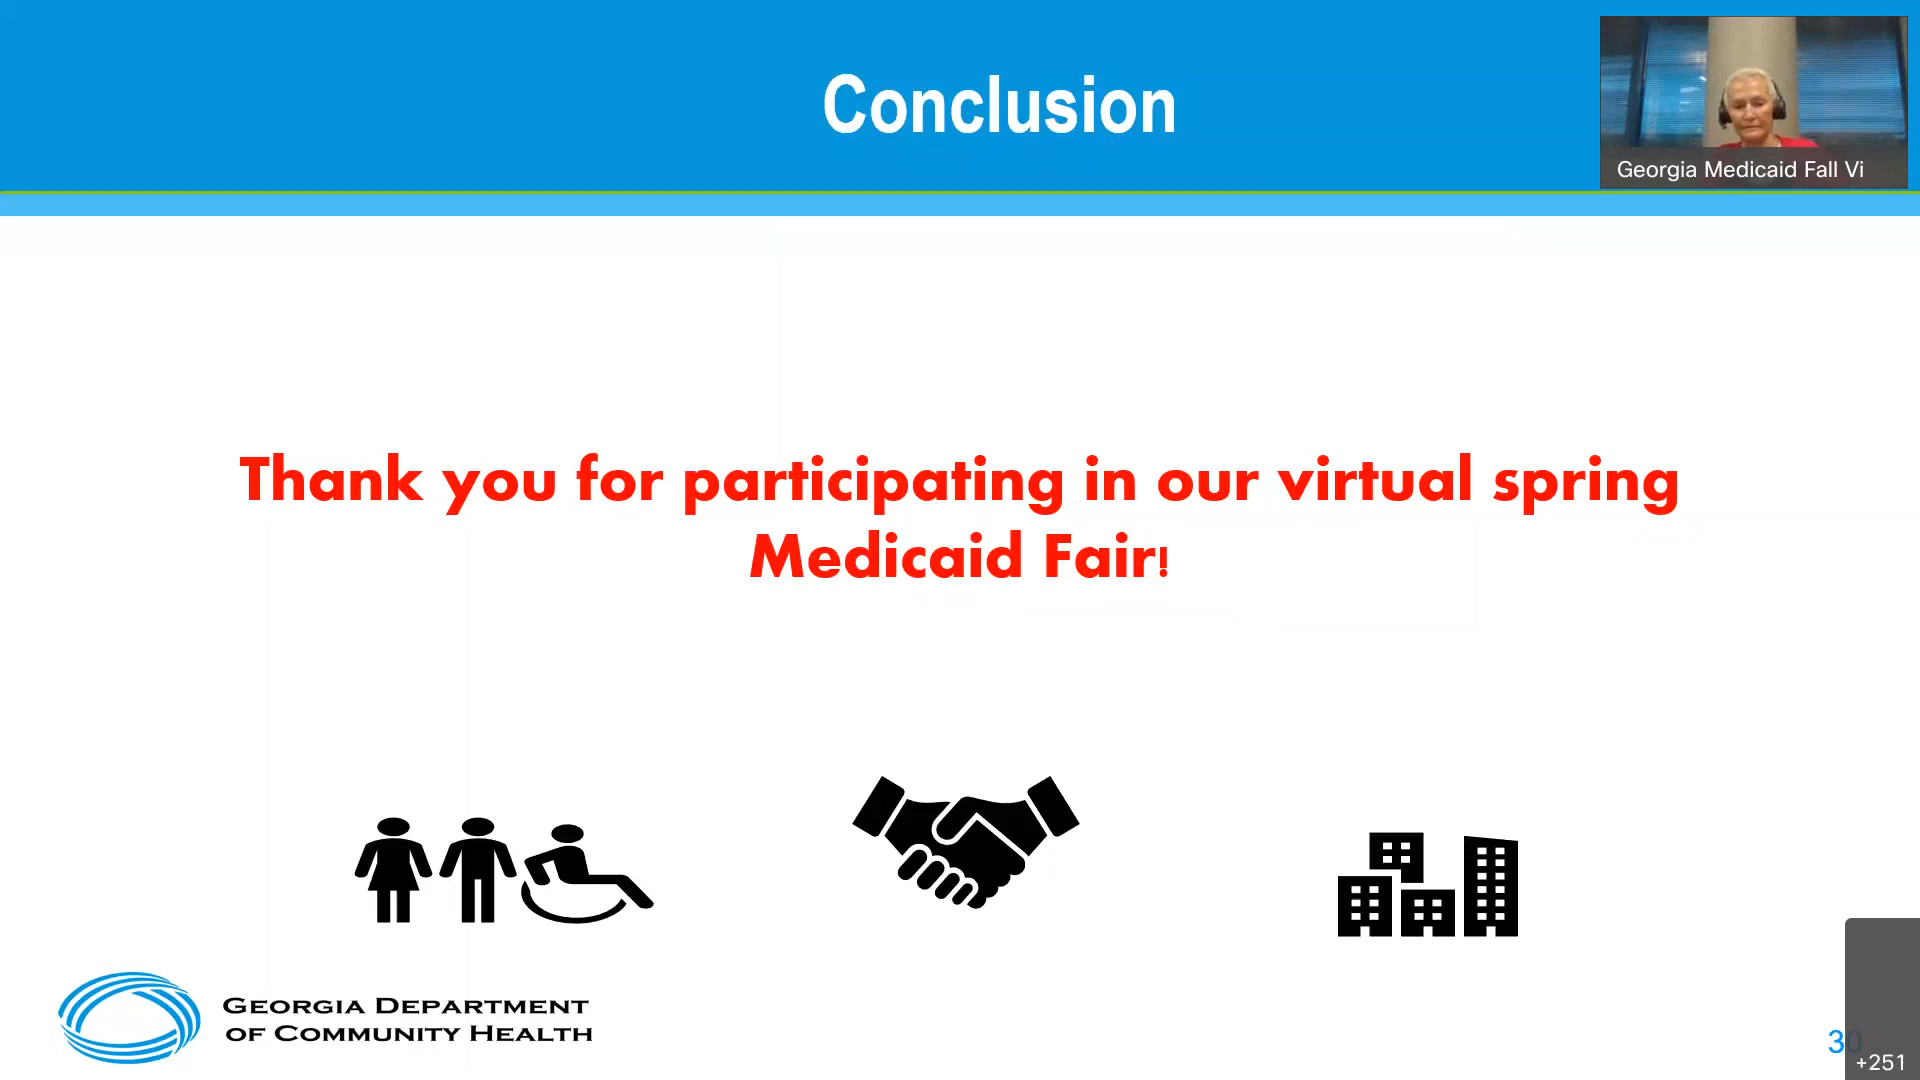 Conclusion
Georgia Medicaid Fall Vi
Thank you for participating in our virtual spring
Medicaid Fair!
GEORGIA DEPARTMENT
OF COMMUNITY HEALTH
30
+251